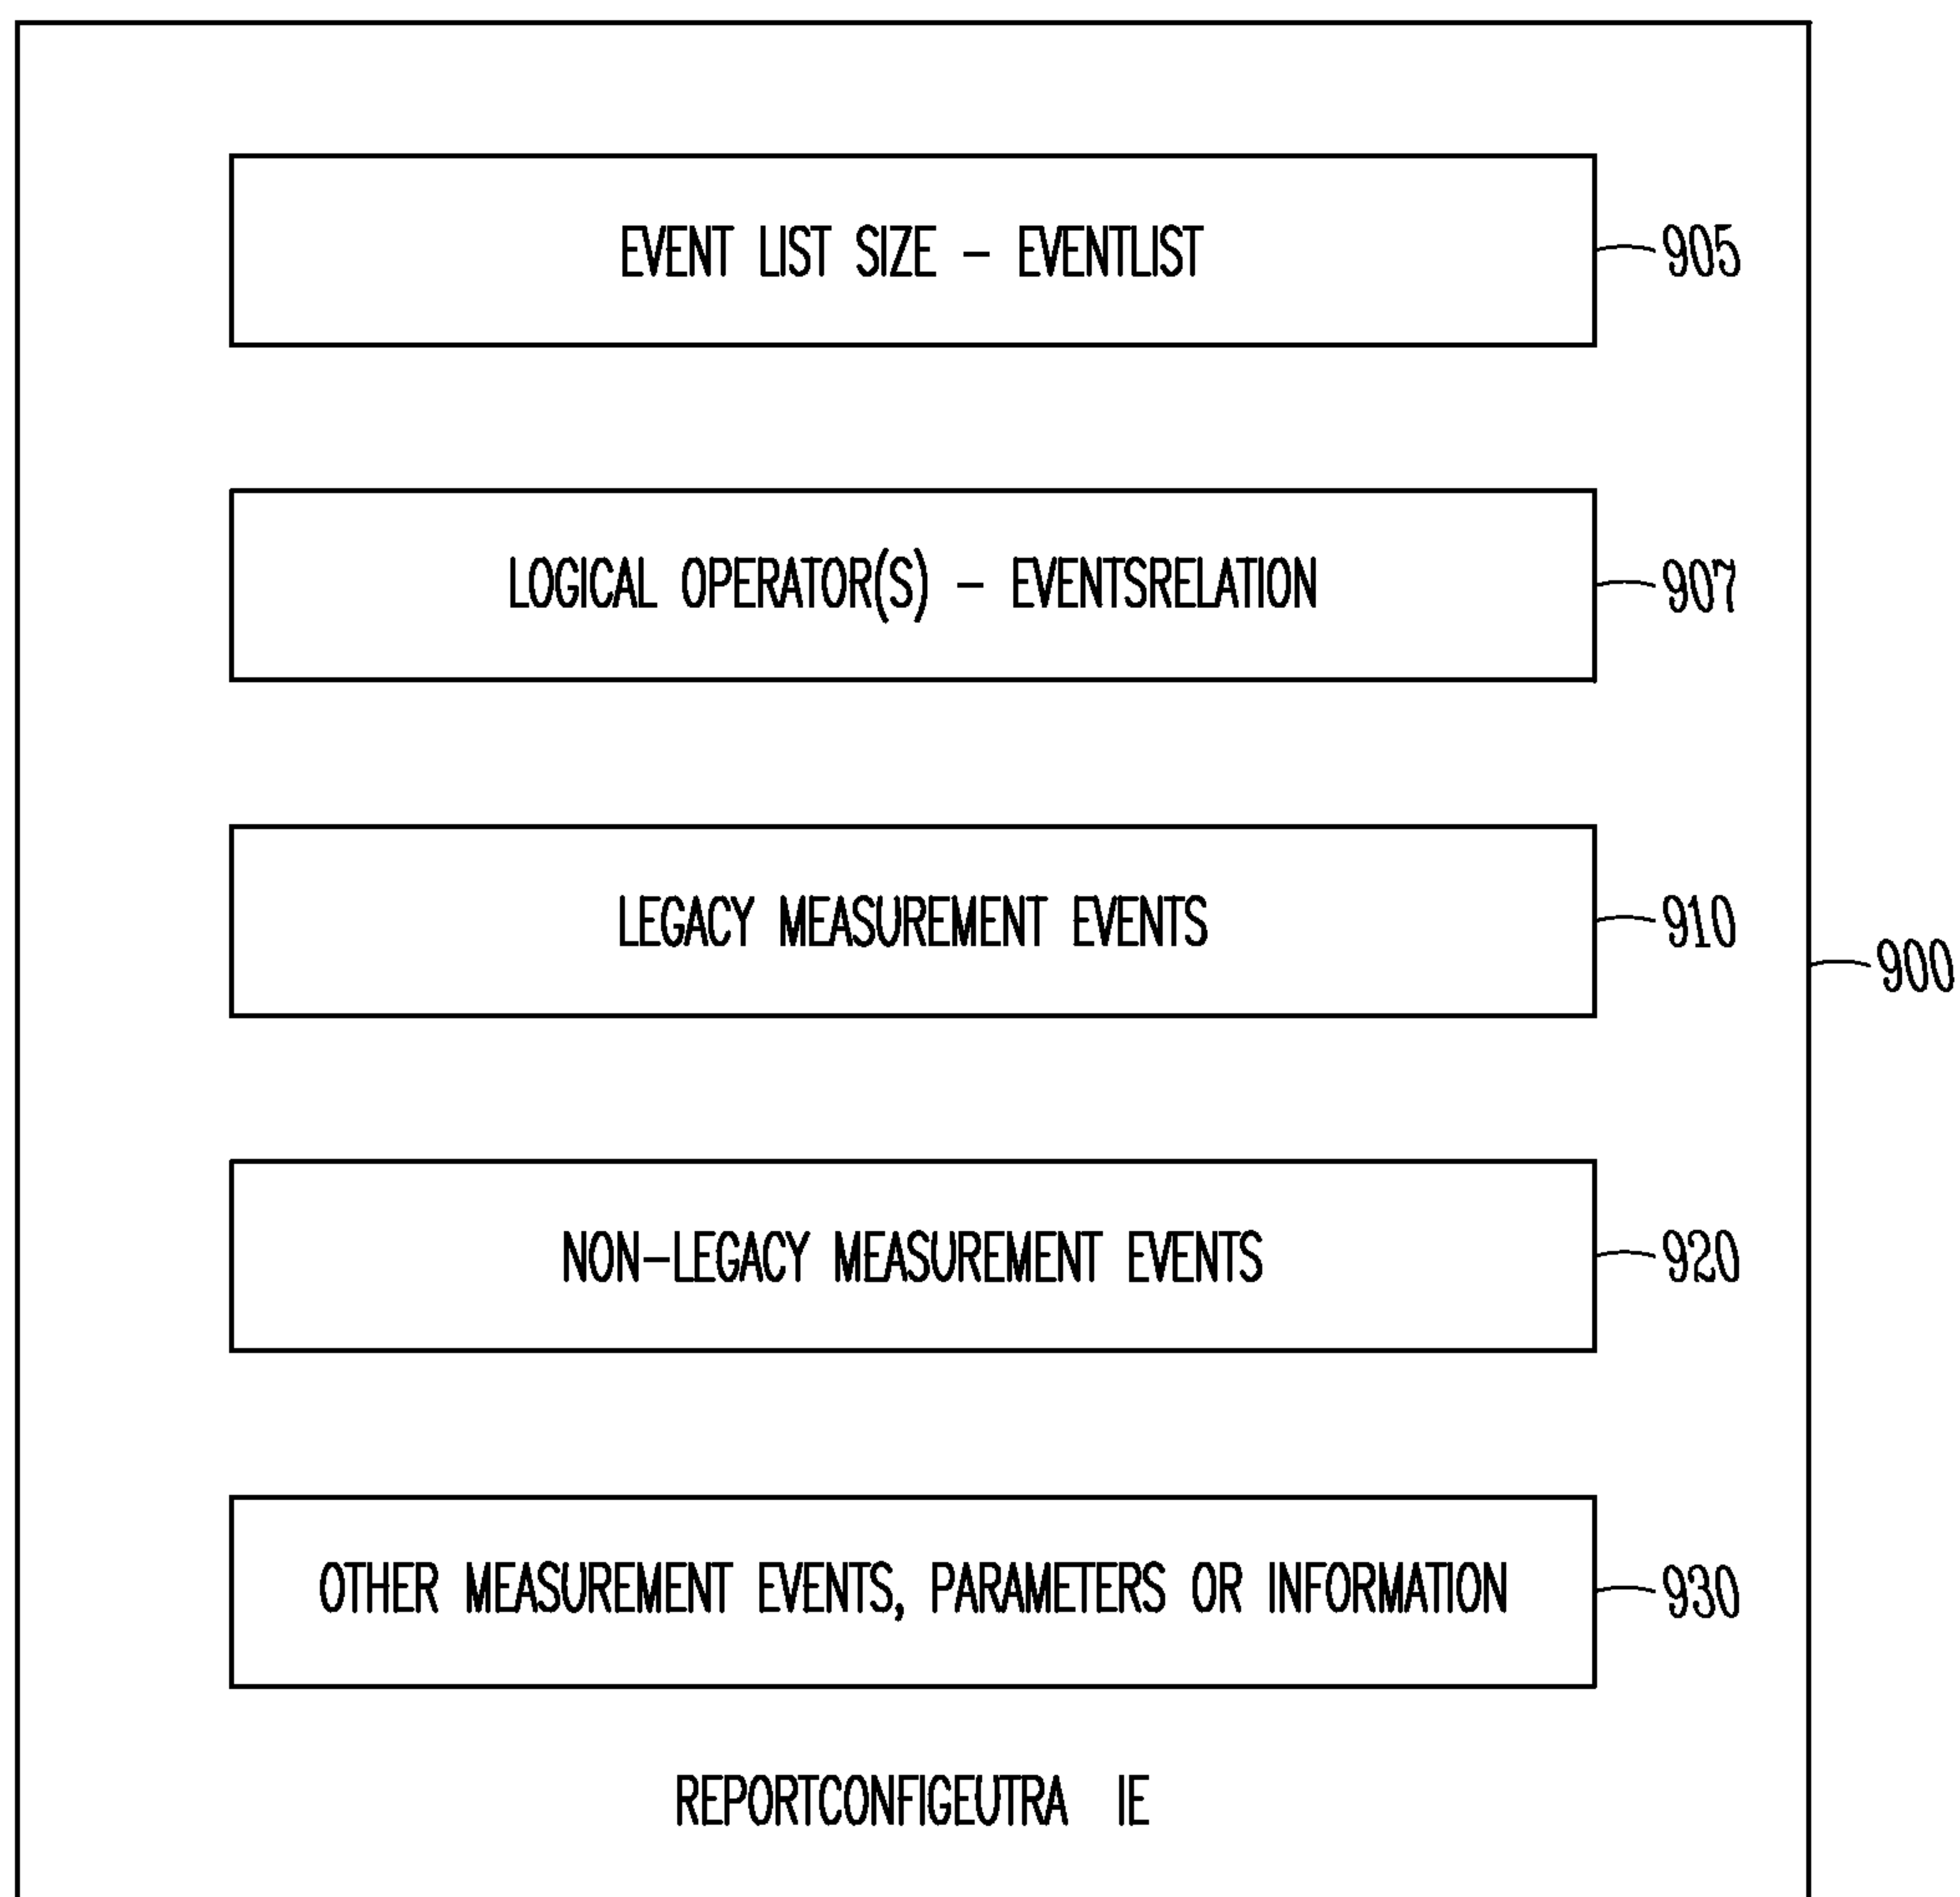 EVENT LIST SIZE - EVENTLIST
905
LOGICAL OPERATOR(S) - EVENTSRELATION
907
LEGACY MEASUREMENT EVENTS
910
900
NON-LEGACY MEASUREMENT EVENTS
920
OTHER MEASUREMENT EVENTS, PARAMETERS OR INFORMATION
930
REPORTCONFIGEUTRA IE